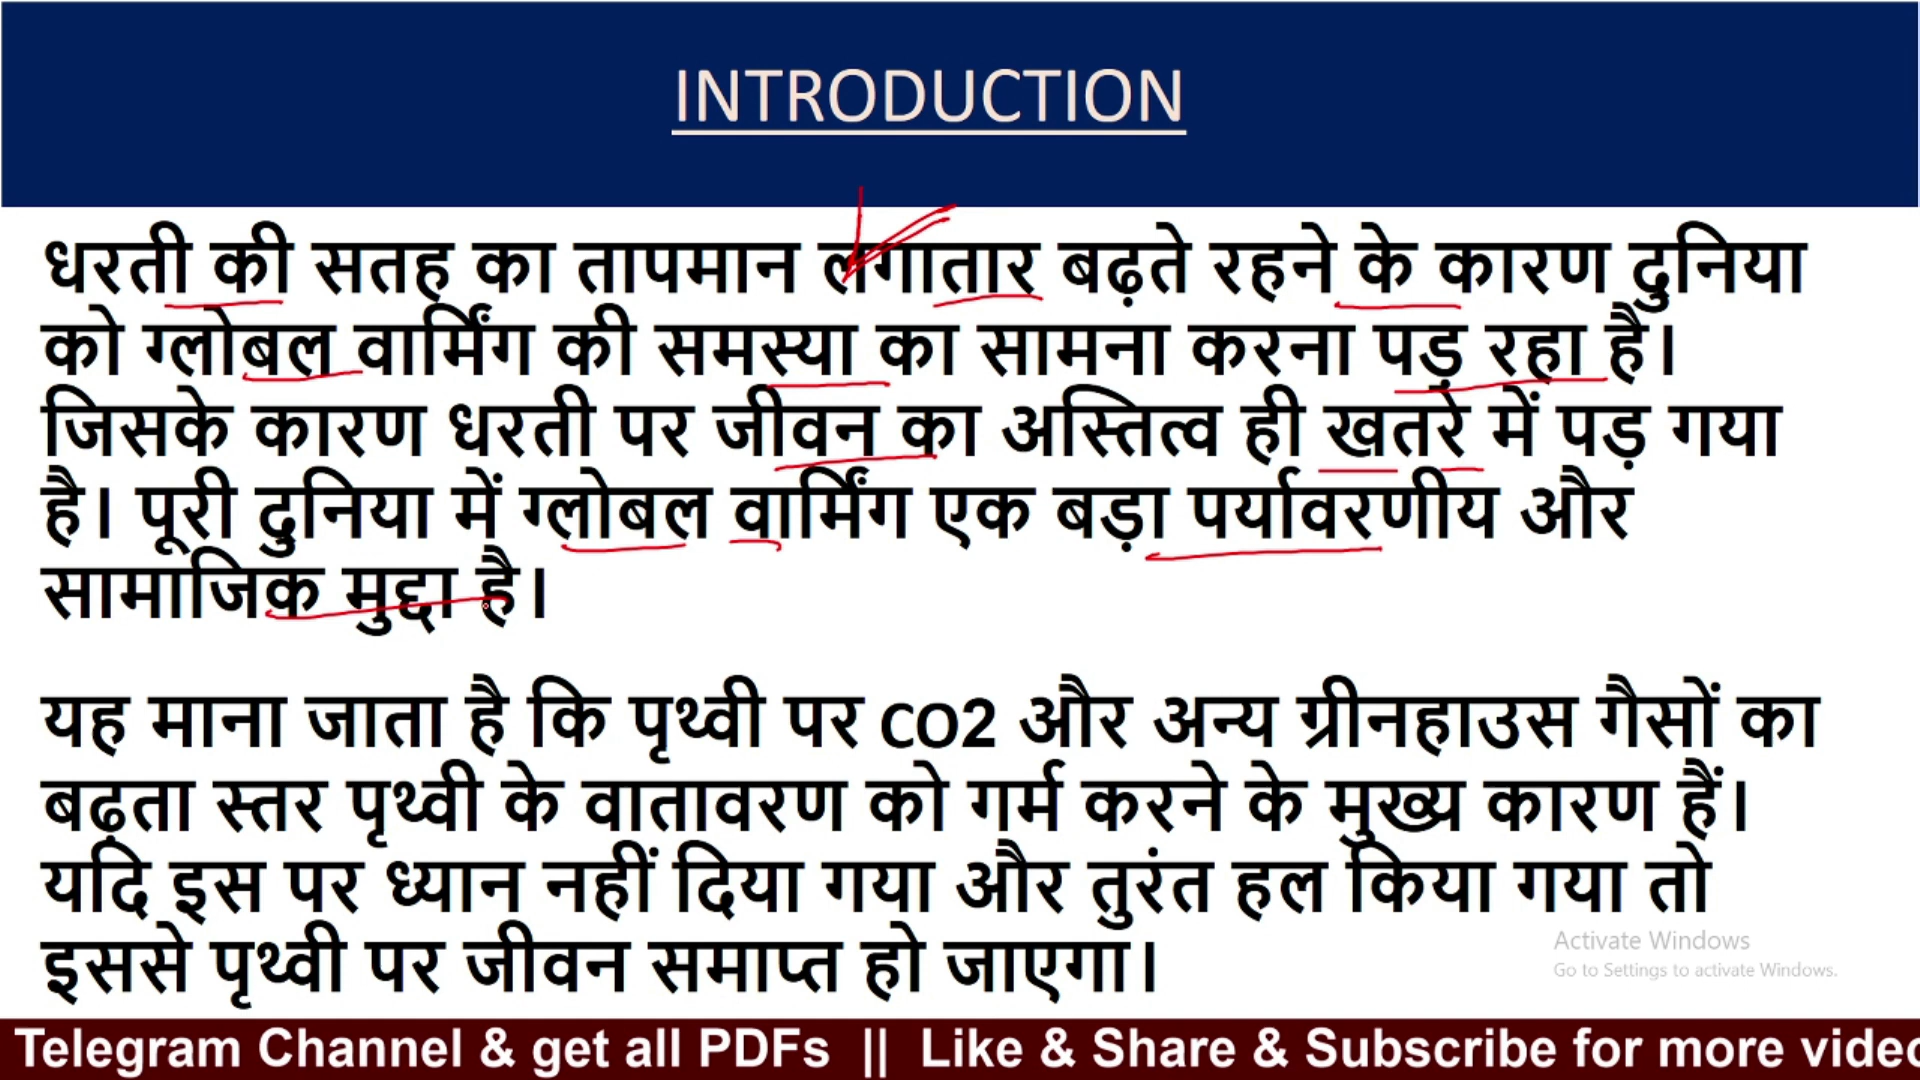 INTRODUCTION
धरती की सतह का तापमान लगातार बढ़ते रहने के कारण दुनिया
को ग्लोबल वार्मिंग की समस्या का सामना करना पड़ रहा है।
जिसके कारण धरती पर जीवन का अस्तित्व ही खतरे में पड़ गया
है। पूरी दुनिया में ग्लोबल वार्मिंग एक बड़ा पर्यावरणीय और
सामाजिक मुद्दा है।
यह माना जाता है कि पृथ्वी पर CO2 और अन्य ग्रीनहाउस गैसों का
बढ़ता स्तर पृथ्वी के वातावरण को गर्म करने के मुख्य कारण हैं।
यदि इस पर ध्यान नहीं दिया गया और तुरंत हल किया गया तो
इससे पृथ्वी पर जीवन समाप्त हो जाएगा।
Activate Windows
Go to Settings to activate Windows.
Telegram Channel & get all PDFs || Like & Share & Subscribe for more